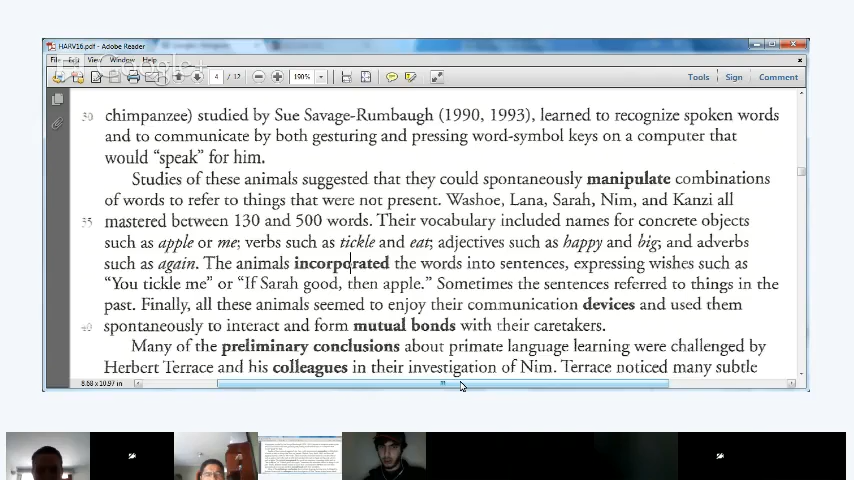 HARV16.pdf - Adobe Reader
File Edit View Window Help
Google+
4 / 12 190% Tools Sign Comment
30 chimpanzee) studied by Sue Savage-Rumbaugh (1990, 1993), learned to recognize spoken words
and to communicate by both gesturing and pressing word-symbol keys on a computer that
would “speak” for him.
Studies of these animals suggested that they could spontaneously manipulate combinations
of words to refer to things that were not present. Washoe, Lana, Sarah, Nim, and Kanzi all
35 mastered between 130 and 500 words. Their vocabulary included names for concrete objects
such as apple or me; verbs such as tickle and eat; adjectives such as happy and big; and adverbs
such as again. The animals incorporated the words into sentences, expressing wishes such as
“You tickle me” or “If Sarah good, then apple.” Sometimes the sentences referred to things in the
past. Finally, all these animals seemed to enjoy their communication devices and used them
40 spontaneously to interact and form mutual bonds with their caretakers.
Many of the preliminary conclusions about primate language learning were challenged by
Herbert Terrace and his colleagues in their investigation of Nim. Terrace noticed many subtle
8.68 x 10.97 in